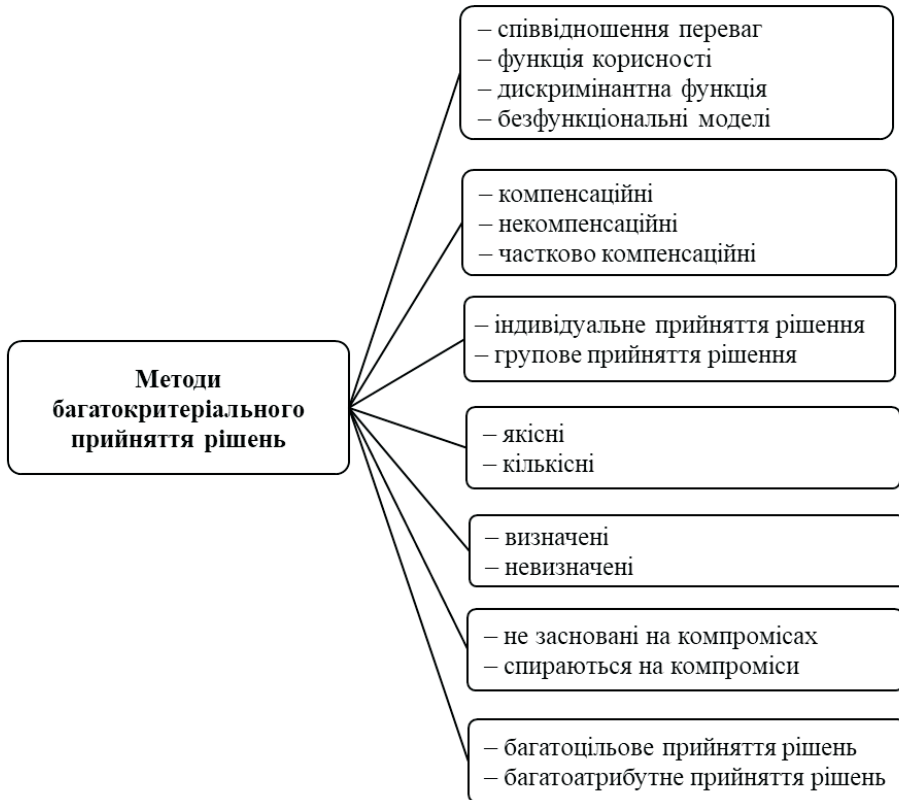 – співвідношення переваг
– функція корисності
– дискримінантна функція
– безфункціональні моделі
– компенсаційні
– некомпенсаційні
– частково компенсаційні
– індивідуальне прийняття рішення
– групове прийняття рішення
Методи
багатокритеріального
прийняття рішень
– якісні
– кількісні
– визначені
– невизначені
– не засновані на компромісах
– спираються на компроміси
– багатоцільове прийняття рішень
– багатоатрибутне прийняття рішень